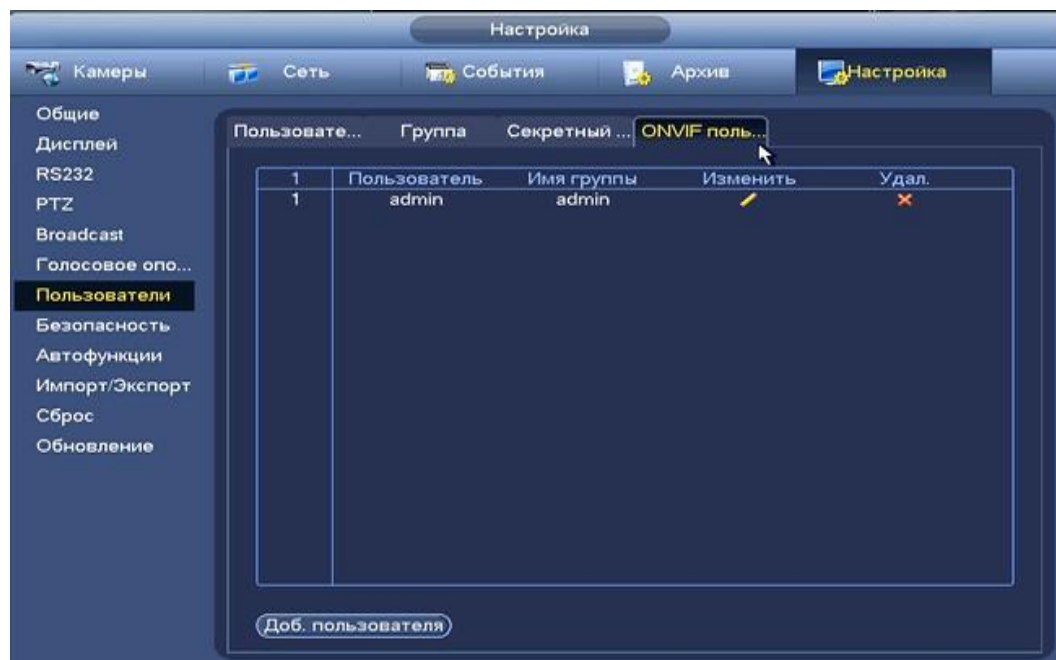 Настройка
Камеры Сеть События Архив Настройка
Общие
Дисплей
RS232
PTZ
Broadcast
Голосовое опо...
Пользователи
Безопасность
Автофункции
Импорт/Экспорт
Сброс
Обновление
Пользовате... Группа Секретный ... ONVIF поль...
1 Пользователь Имя группы Изменить Удал.
1 admin admin
Доб. пользователя